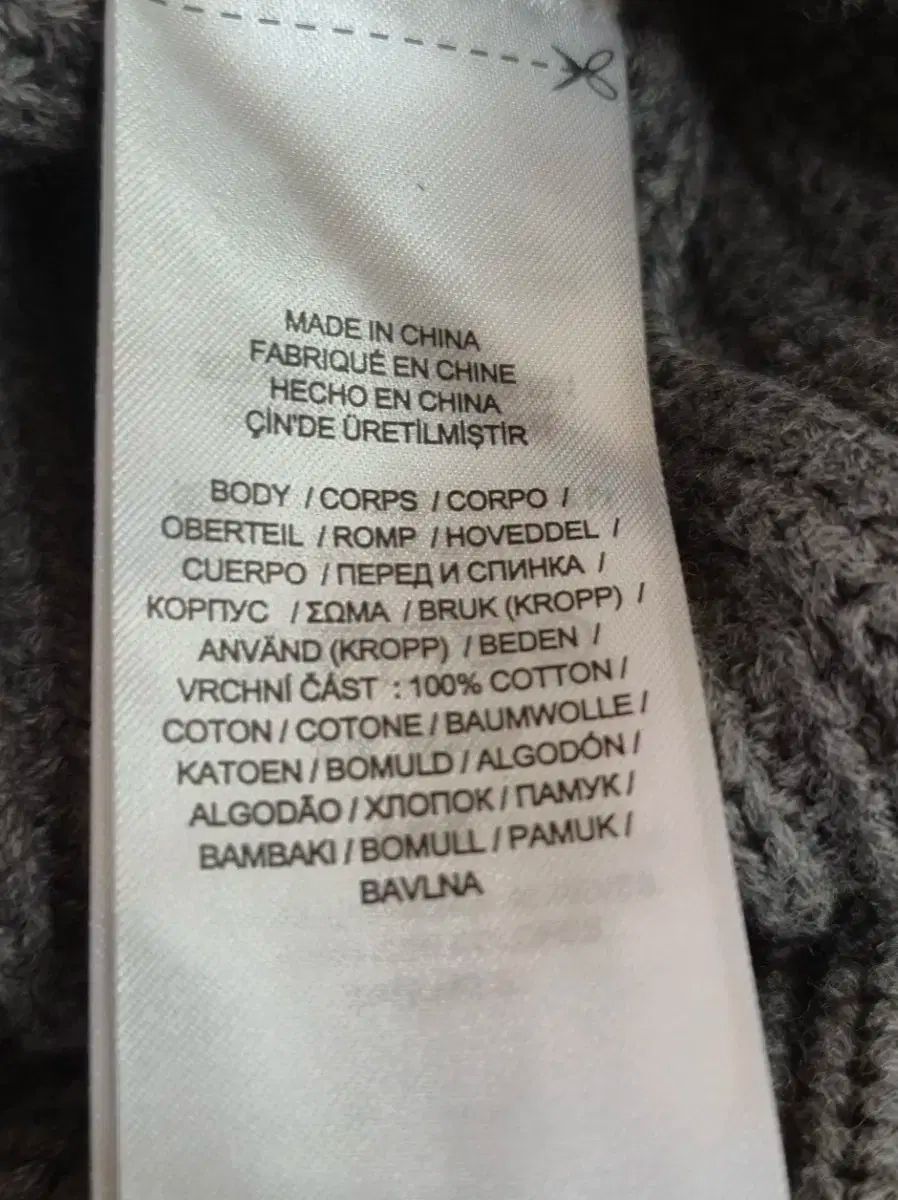 MADE IN CHINA
FABRIQUÉ EN CHINE
HECHO EN CHINA
ÇİN'DE ÜRETİLMİŞTİR
BODY / CORPS / CORPO /
OBERTEIL / ROMP / HOVEDDEL /
CUERPO / ПЕРЕД И СПИНКА /
КОРПУС / ΣΩΜΑ / BRUK (KROPP) /
ANVÄND (KROPP) / BEDEN /
VRCHNÍ ČÁST : 100% COTTON /
COTON / COTONE / BAUMWOLLE /
KATOEN / BOMULD / ALGODÓN /
ALGODÃO / ХЛОПОК / ПАМУК /
BAMBAKI / BOMULL / PAMUK /
BAVLNA